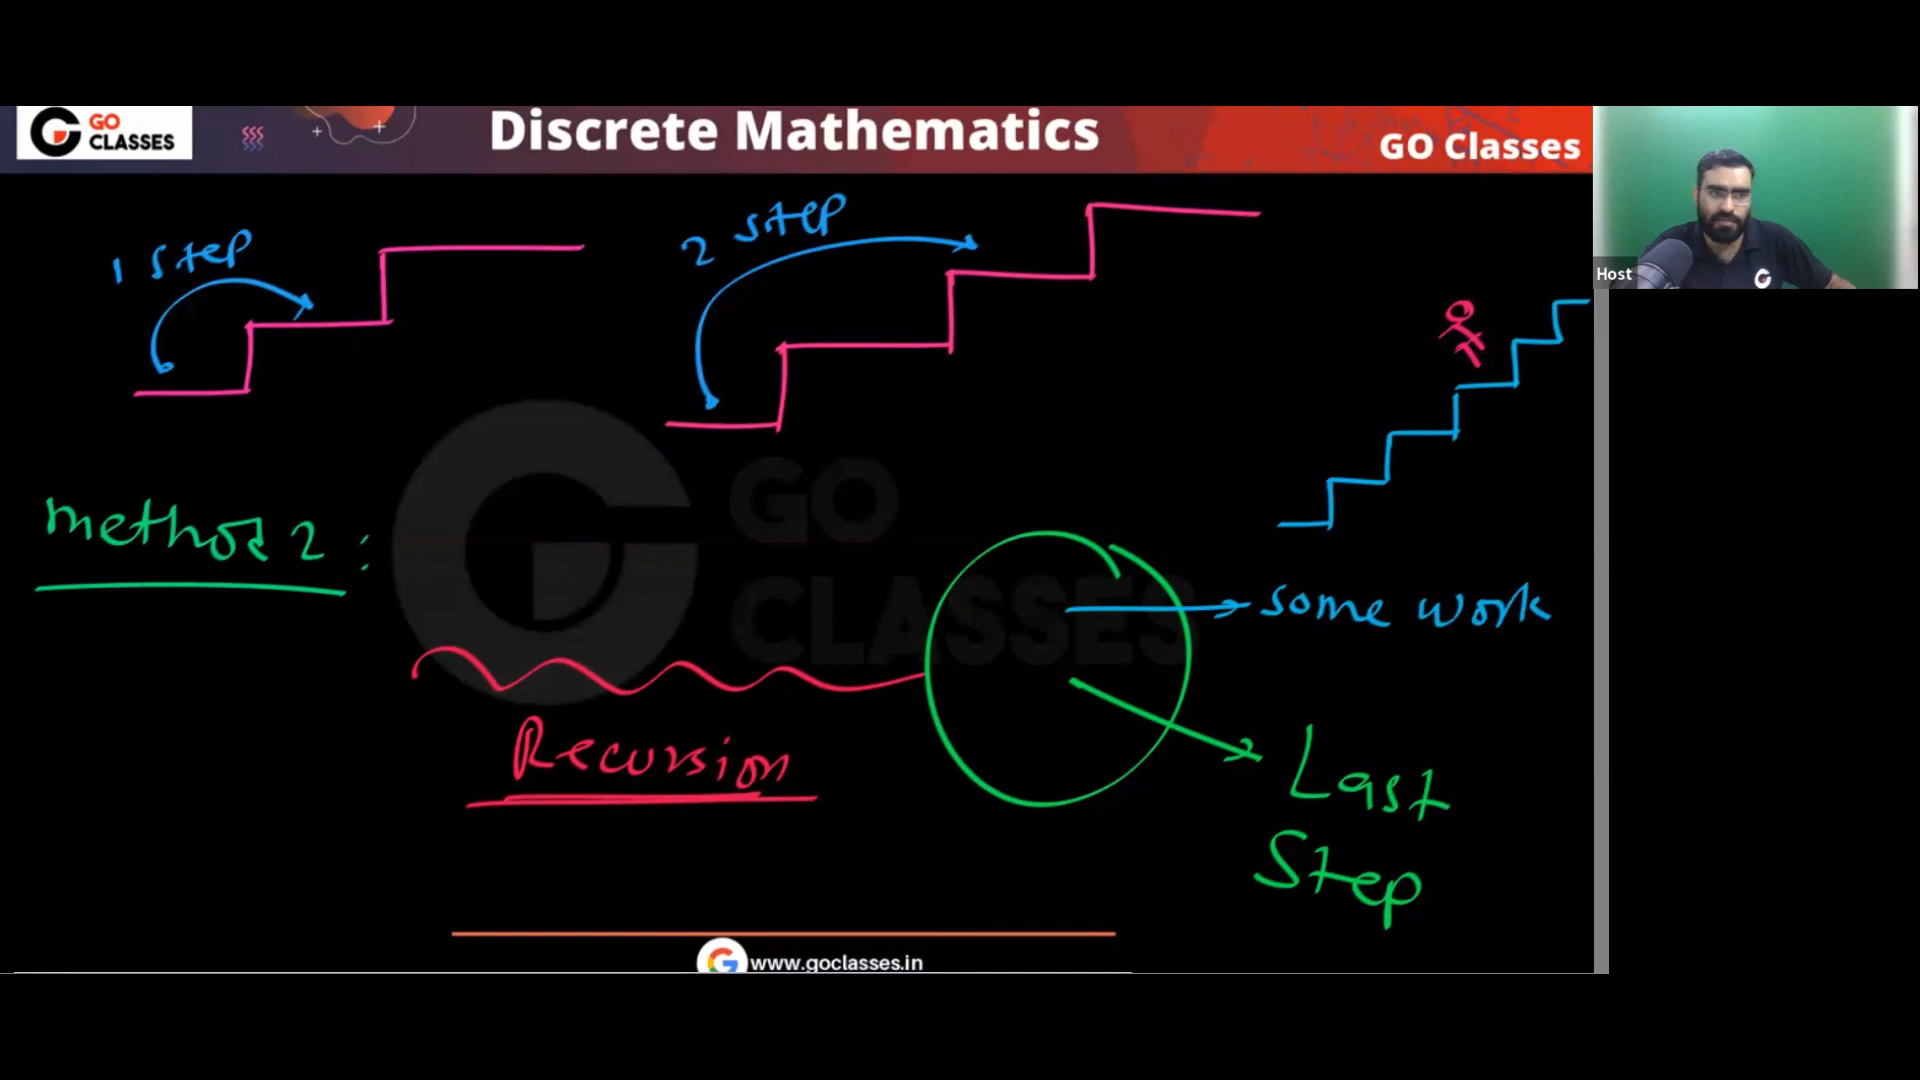 GO
CLASSES
Discrete Mathematics
GO Classes
1 step
2 step
Host
method 2 :
GO
CLASSES
some work
Recursion
Last
Step
www.goclasses.in